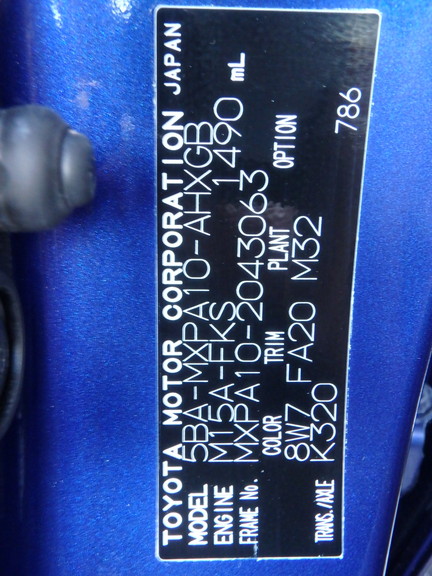 TOYOTA MOTOR CORPORATION JAPAN
MODEL 5BA-MXPA10-AHXGB
ENGINE M15A-FKS 1490 mL
FRAME No. MXPA10-2043063
COLOR TRIM PLANT OPTION
8W7 FA20 M32
TRANS./AXLE K320
786